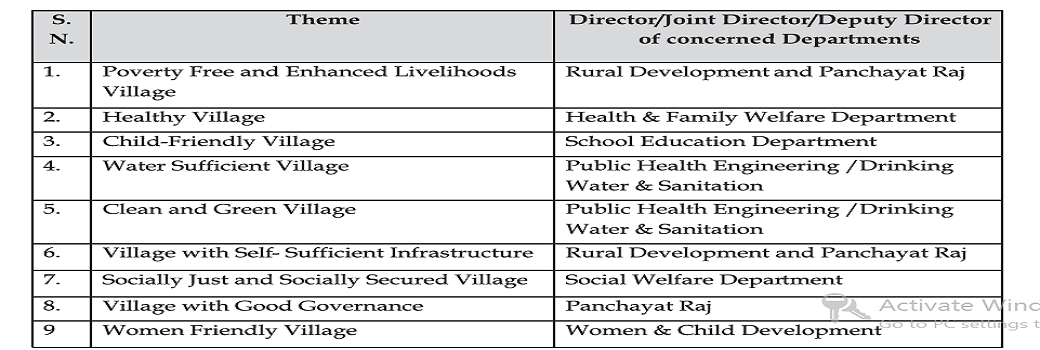 S. N. Theme Director/Joint Director/Deputy Director of concerned Departments
1. Poverty Free and Enhanced Livelihoods Village Rural Development and Panchayat Raj
2. Healthy Village Health & Family Welfare Department
3. Child-Friendly Village School Education Department
4. Water Sufficient Village Public Health Engineering /Drinking Water & Sanitation
5. Clean and Green Village Public Health Engineering /Drinking Water & Sanitation
6. Village with Self- Sufficient Infrastructure Rural Development and Panchayat Raj
7. Socially Just and Socially Secured Village Social Welfare Department
8. Village with Good Governance Panchayat Raj
9 Women Friendly Village Women & Child Development
Activate Winc
Go to PC settings t